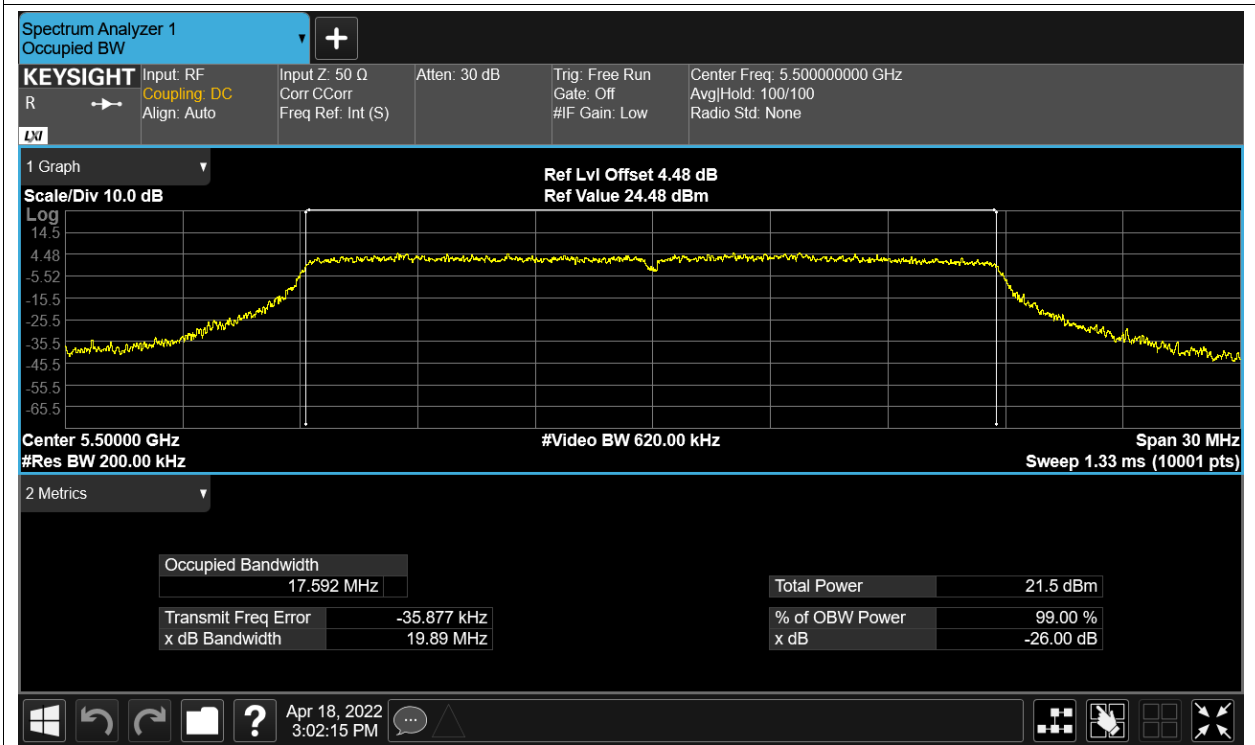 Spectrum Analyzer 1
Occupied BW
KEYSIGHT
R
LXI
Input: RF
Coupling: DC
Align: Auto
Input Z: 50 Ω
Corr CCorr
Freq Ref: Int (S)
Atten: 30 dB
Trig: Free Run
Gate: Off
#IF Gain: Low
Center Freq: 5.500000000 GHz
Avg|Hold: 100/100
Radio Std: None
1 Graph
Scale/Div 10.0 dB
Ref Lvl Offset 4.48 dB
Ref Value 24.48 dBm
Log
14.5
4.48
-5.52
-15.5
-25.5
-35.5
-45.5
-55.5
-65.5
Center 5.50000 GHz
#Video BW 620.00 kHz
Span 30 MHz
#Res BW 200.00 kHz
Sweep 1.33 ms (10001 pts)
2 Metrics
Occupied Bandwidth
17.592 MHz
Total Power 21.5 dBm
Transmit Freq Error -35.877 kHz
% of OBW Power 99.00 %
x dB Bandwidth 19.89 MHz
x dB -26.00 dB
?
Apr 18, 2022
3:02:15 PM